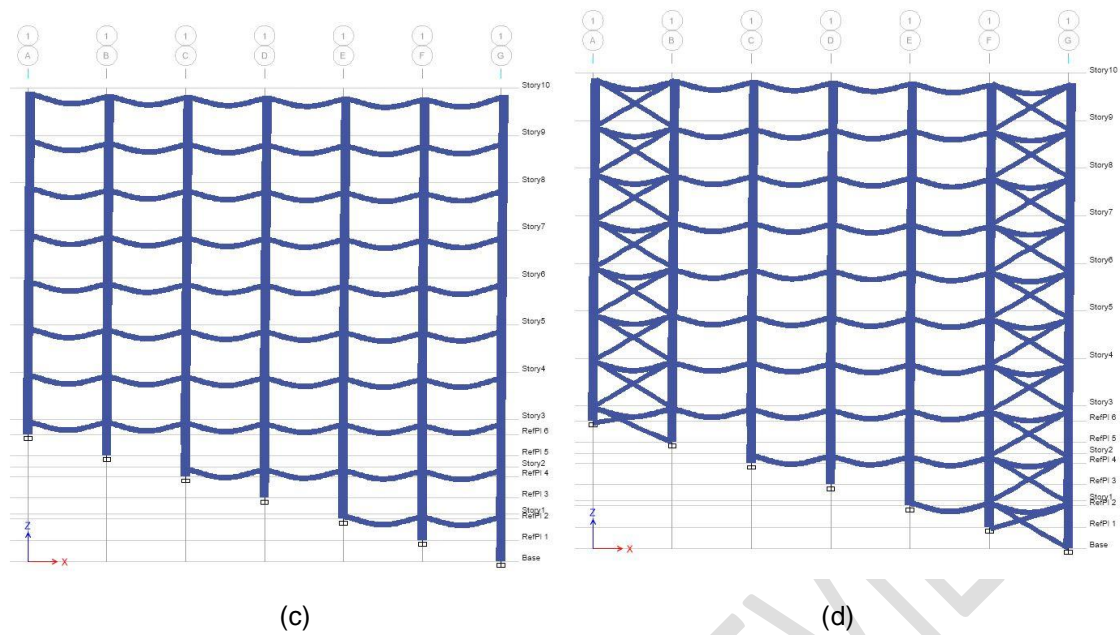 1 1 1 1 1 1 1
A B C D E F G
Story10
Story9
Story8
Story7
Story6
Story5
Story4
Story3
RefPl 6
RefPl 5
Story2
RefPl 4
RefPl 3
Story1
RefPl 2
RefPl 1
Base
Z
X
(c)
1 1 1 1 1 1 1
A B C D E F G
Story10
Story9
Story8
Story7
Story6
Story5
Story4
Story3
RefPl 6
RefPl 5
Story2
RefPl 4
RefPl 3
Story1
RefPl 2
RefPl 1
Base
Z
X
(d)